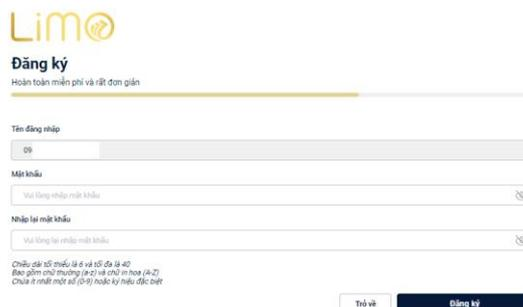 LiMO
Đăng ký
Hoàn toàn miễn phí và rất đơn giản
Tên đăng nhập
09
Mật khẩu
Vui lòng nhập mật khẩu
Nhập lại mật khẩu
Vui lòng lại nhập mật khẩu
Chiều dài tối thiểu là 6 và tối đa là 40
Bao gồm chữ thường (a-z) và chữ in hoa (A-Z)
Chứa ít nhất một số (0-9) hoặc ký hiệu đặc biệt
Trở về Đăng ký